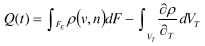 Q(t) = ∫_{F_E} ρ(v,n)dF − ∫_{V_T} ∂ρ/∂_T dV_T